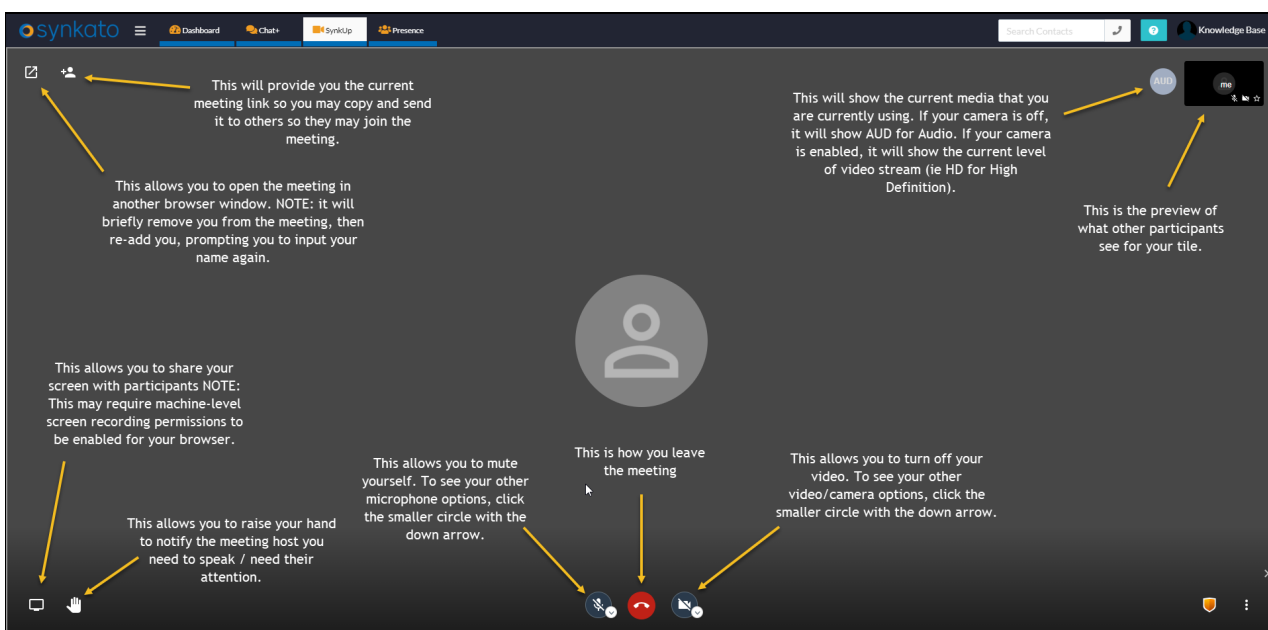 synkato
Dashboard
Chat+
SynkUp
Presence
Search Contacts
?
Knowledge Base
This will provide you the current
meeting link so you may copy and send
it to others so they may join the
meeting.
This will show the current media that you
are currently using. If your camera is off,
it will show AUD for Audio. If your camera
is enabled, it will show the current level
of video stream (ie HD for High
Definition).
AUD
me
This allows you to open the meeting in
another browser window. NOTE: it will
briefly remove you from the meeting, then
re-add you, prompting you to input your
name again.
This is the preview of
what other participants
see for your tile.
This allows you to share your
screen with participants NOTE:
This may require machine-level
screen recording permissions to
be enabled for your browser.
This allows you to mute
yourself. To see your other
microphone options, click
the smaller circle with the
down arrow.
This is how you leave
the meeting
This allows you to turn off your
video. To see your other
video/camera options, click the
smaller circle with the down arrow.
This allows you to raise your hand
to notify the meeting host you
need to speak / need their
attention.